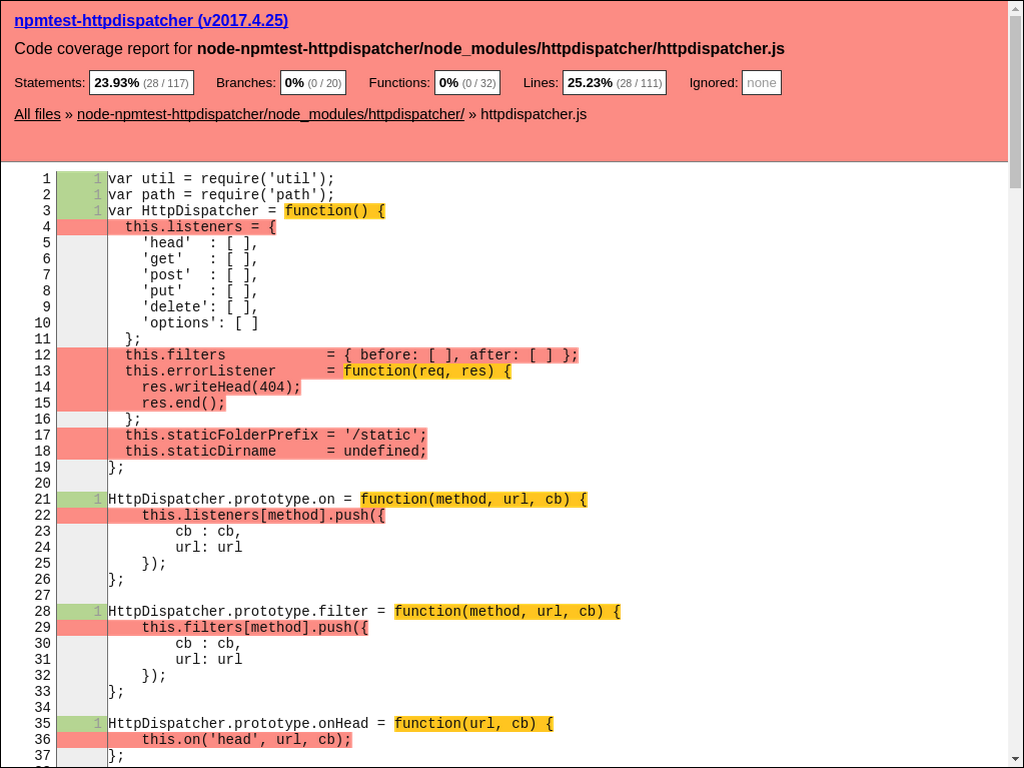 npmtest-httpdispatcher (v2017.4.25)
Code coverage report for node-npmtest-httpdispatcher/node_modules/httpdispatcher/httpdispatcher.js
Statements: 23.93% (28 / 117) Branches: 0% (0 / 20) Functions: 0% (0 / 32) Lines: 25.23% (28 / 111) Ignored: none
All files » node-npmtest-httpdispatcher/node_modules/httpdispatcher/ » httpdispatcher.js
1 1 var util = require('util');
2 1 var path = require('path');
3 1 var HttpDispatcher = function() {
4 this.listeners = {
5 'head' : [ ],
6 'get' : [ ],
7 'post' : [ ],
8 'put' : [ ],
9 'delete': [ ],
10 'options': [ ]
11 };
12 this.filters = { before: [ ], after: [ ] };
13 this.errorListener = function(req, res) {
14 res.writeHead(404);
15 res.end();
16 };
17 this.staticFolderPrefix = '/static';
18 this.staticDirname = undefined;
19 };
20
21 1 HttpDispatcher.prototype.on = function(method, url, cb) {
22 this.listeners[method].push({
23 cb : cb,
24 url: url
25 });
26 };
27
28 1 HttpDispatcher.prototype.filter = function(method, url, cb) {
29 this.filters[method].push({
30 cb : cb,
31 url: url
32 });
33 };
34
35 1 HttpDispatcher.prototype.onHead = function(url, cb) {
36 this.on('head', url, cb);
37 };